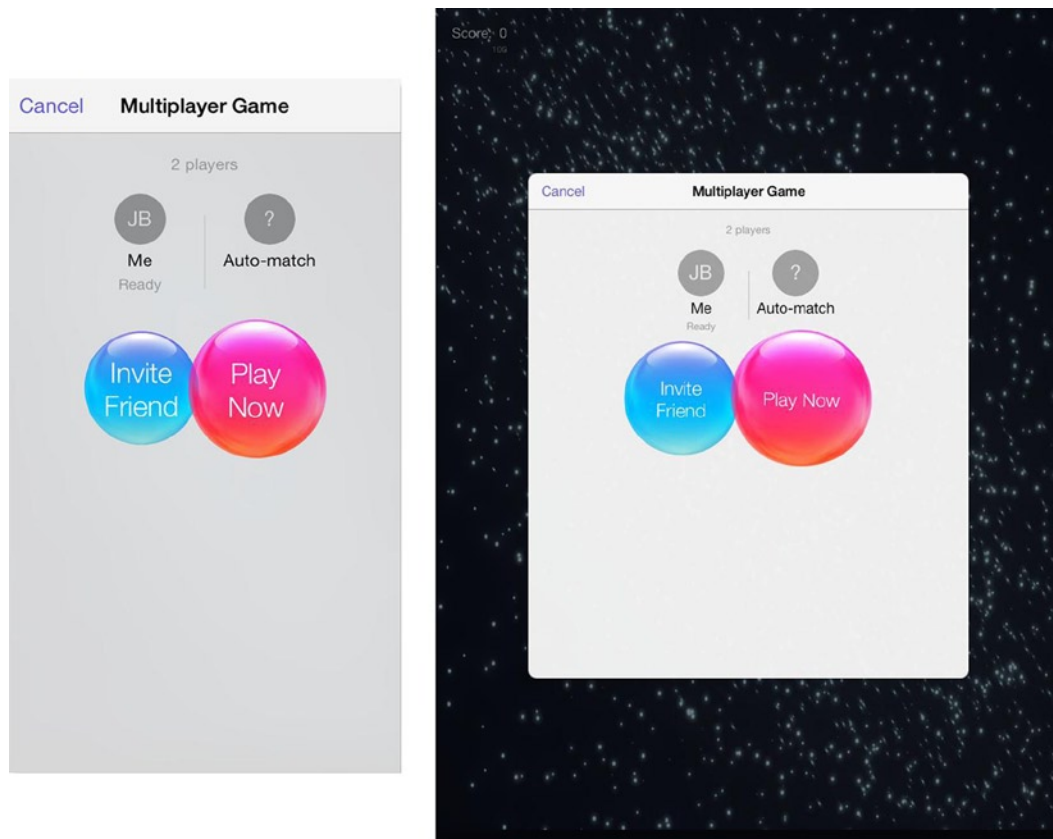 Cancel Multiplayer Game
2 players
JB ?
Me Auto-match
Ready
Invite
Friend
Play
Now
Score: 0
109
Cancel Multiplayer Game
2 players
JB ?
Me Auto-match
Ready
Invite
Friend
Play Now